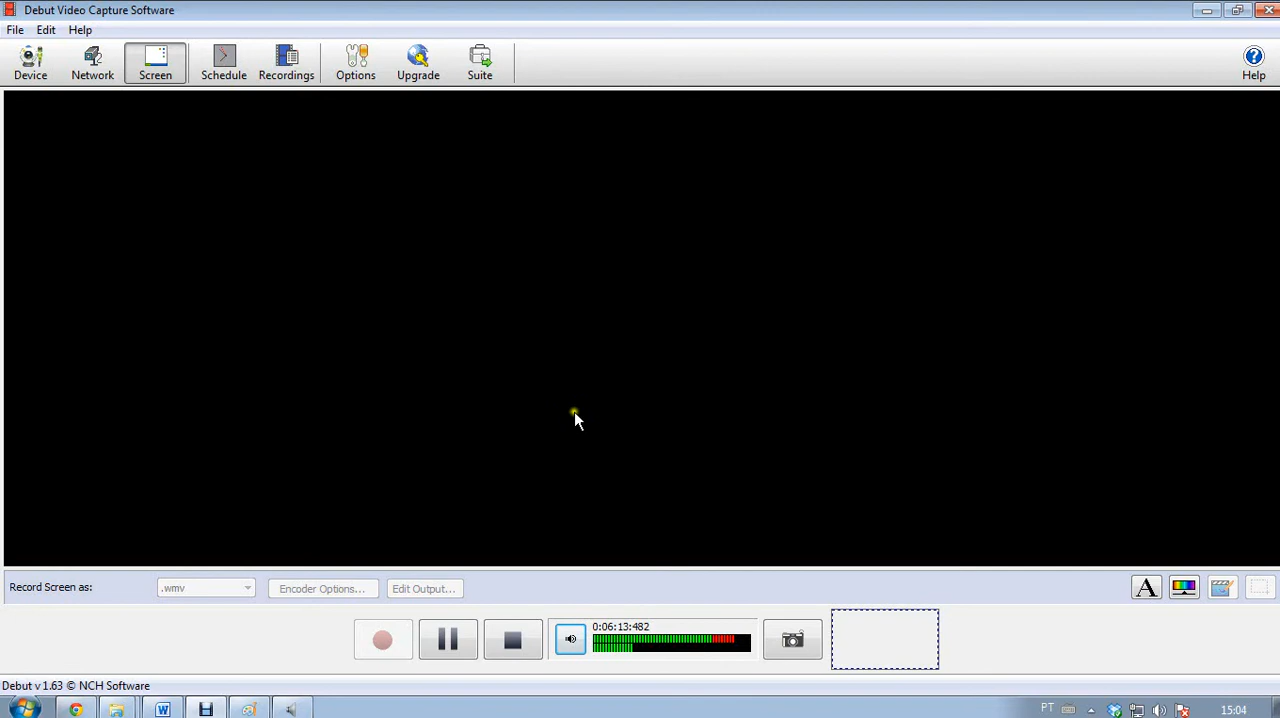 Debut Video Capture Software
File Edit Help
Device Network Screen Schedule Recordings Options Upgrade Suite Help
Record Screen as: .wmv Encoder Options... Edit Output... A
0:06:13:482
Debut v 1.63 © NCH Software
W PT 15:04